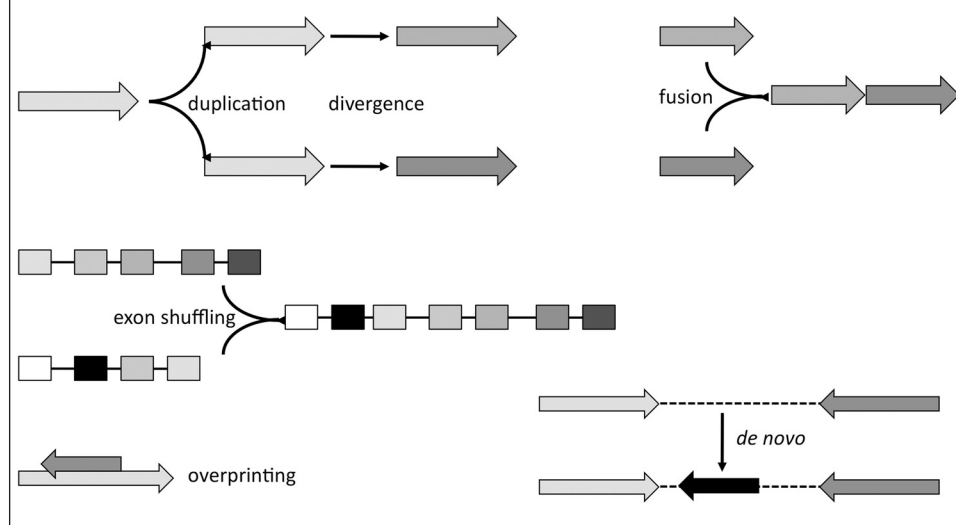 duplication
divergence
fusion
exon shuffling
de novo
overprinting